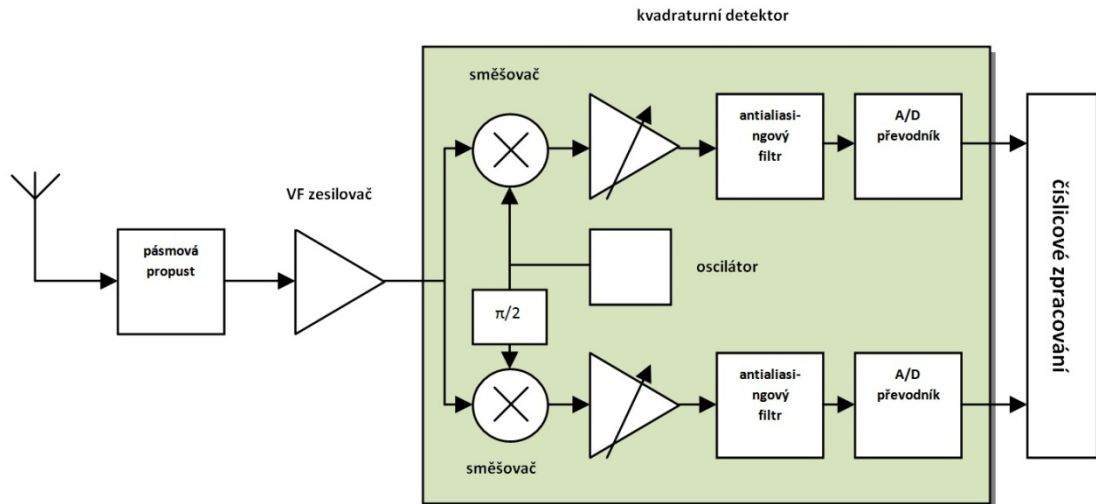 kvadraturní detektor
směšovač
antialiasi-
ngový
filtr
A/D
převodník
VF zesilovač
pásmová
propust
oscilátor
π/2
antialiasi-
ngový
filtr
A/D
převodník
směšovač
číslicové zpracování